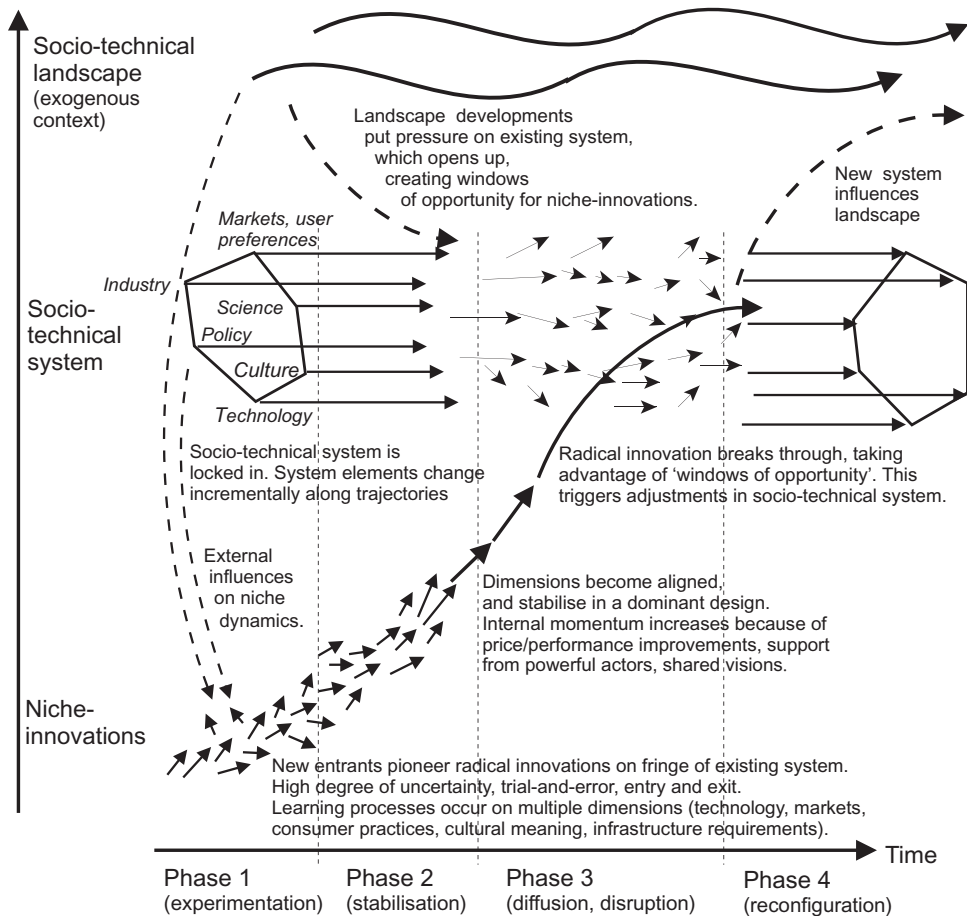 Socio-technical
landscape
(exogenous
context)
Landscape developments
put pressure on existing system,
which opens up,
creating windows
of opportunity for niche-innovations.
New system
influences
landscape
Markets, user
preferences
Industry
Science
Policy
Culture
Technology
Socio-
technical
system
Socio-technical system is
locked in. System elements change
incrementally along trajectories
Radical innovation breaks through, taking
advantage of ‘windows of opportunity’. This
triggers adjustments in socio-technical system.
External
influences
on niche
dynamics.
Dimensions become aligned,
and stabilise in a dominant design.
Internal momentum increases because of
price/performance improvements, support
from powerful actors, shared visions.
Niche-
innovations
New entrants pioneer radical innovations on fringe of existing system.
High degree of uncertainty, trial-and-error, entry and exit.
Learning processes occur on multiple dimensions (technology, markets,
consumer practices, cultural meaning, infrastructure requirements).
Time
Phase 1
(experimentation)
Phase 2
(stabilisation)
Phase 3
(diffusion, disruption)
Phase 4
(reconfiguration)